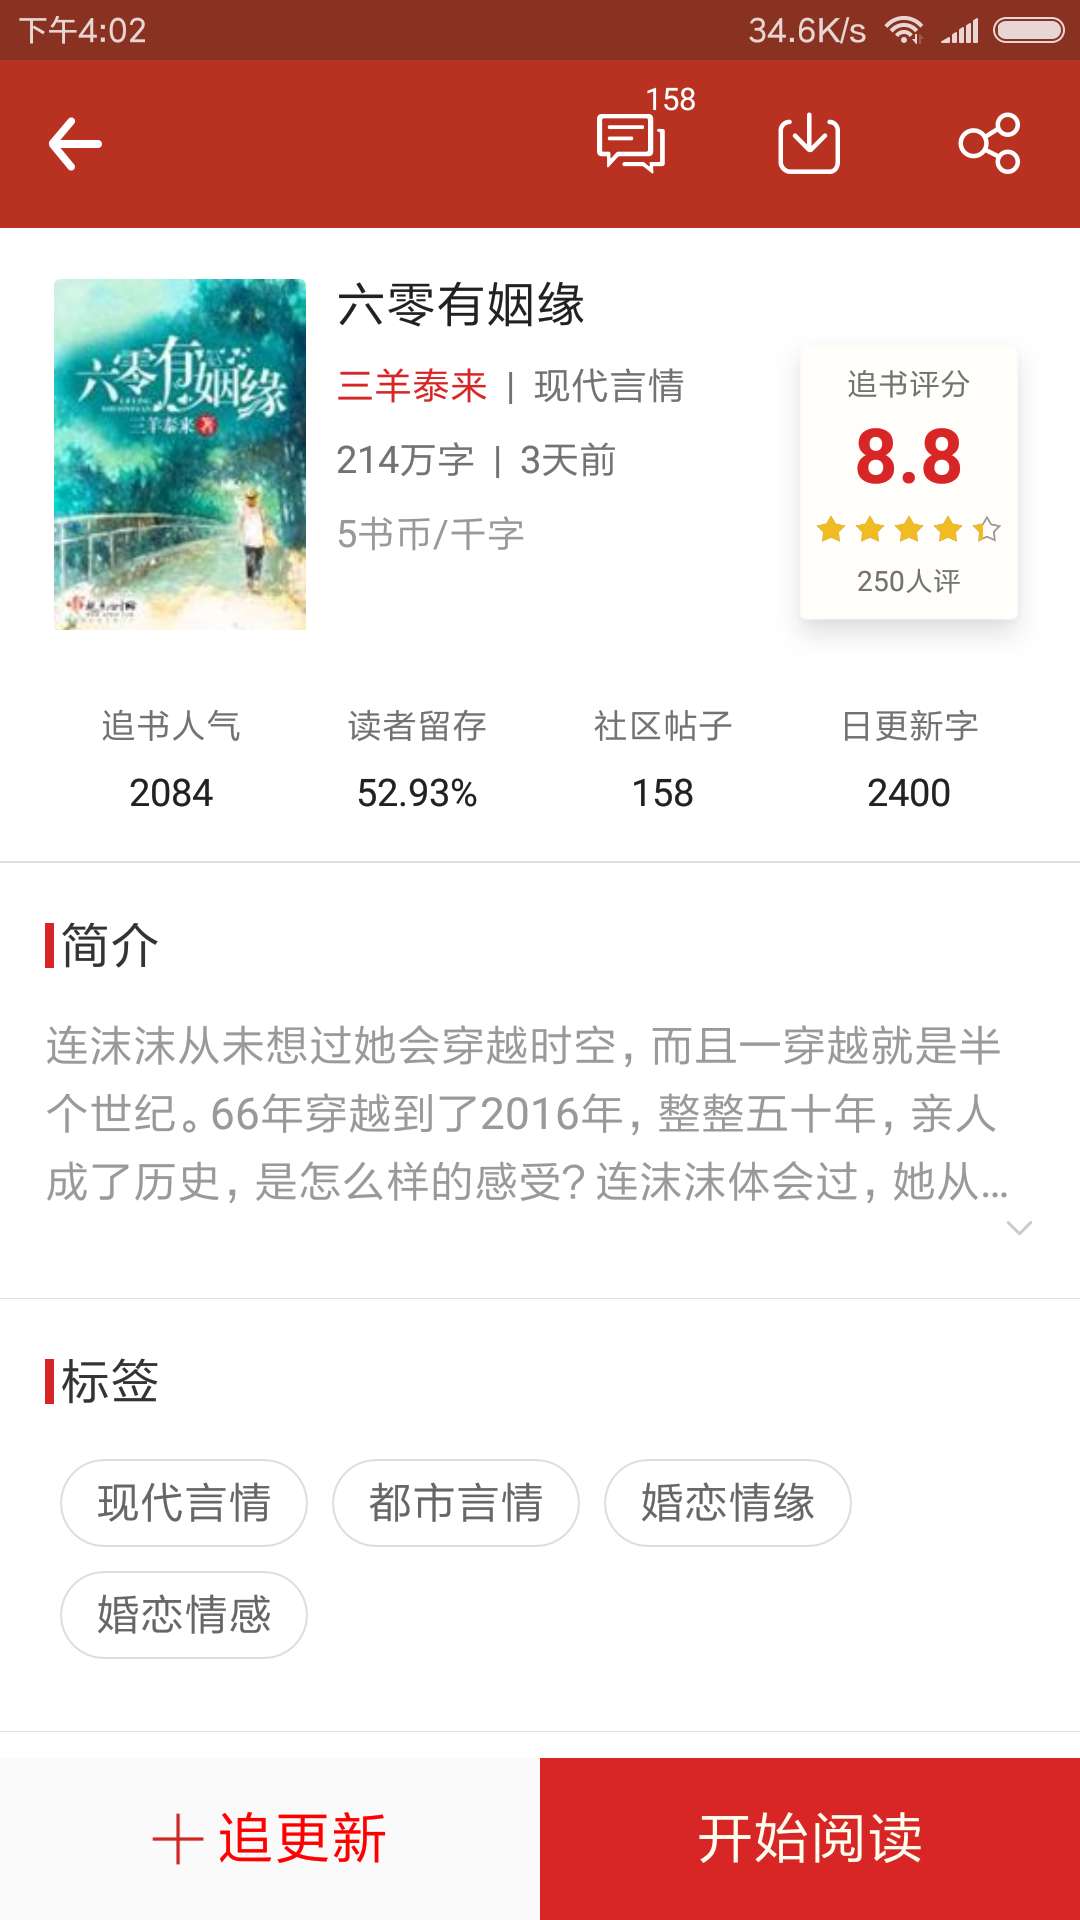 下午4:02 34.6K/s
158
六零有姻缘
三羊泰来 | 现代言情
214万字 | 3天前
5书币/千字
六零有姻缘
三羊泰来 著
追书评分
8.8
250人评
追书人气 读者留存 社区帖子 日更新字
2084 52.93% 158 2400
简介
连沫沫从未想过她会穿越时空，而且一穿越就是半
个世纪。66年穿越到了2016年，整整五十年，亲人
成了历史，是怎么样的感受？连沫沫体会过，她从...
标签
现代言情 都市言情 婚恋情缘
婚恋情感
追更新 开始阅读